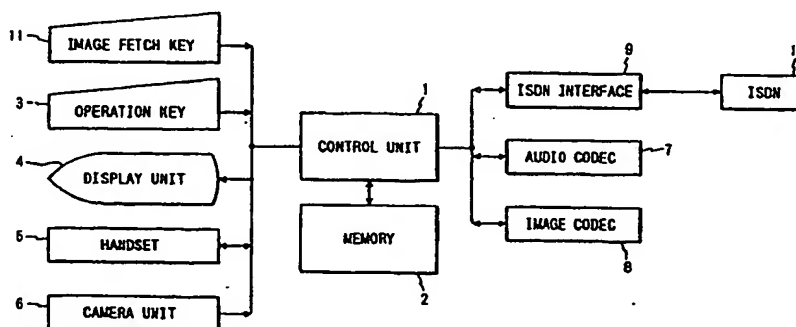 11
IMAGE FETCH KEY
3
OPERATION KEY
4
DISPLAY UNIT
5
HANDSET
6
CAMERA UNIT
1
CONTROL UNIT
MEMORY
2
9
ISDN INTERFACE
ISDN
AUDIO CODEC
7
IMAGE CODEC
8